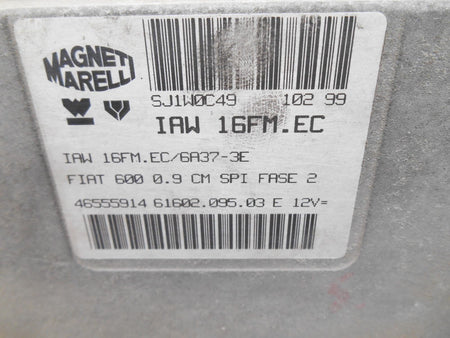 MAGNETI
MARELLI
SJ1W0C49 102 99
IAW 16FM.EC
IAW 16FM.EC/6A37-3E
FIAT 600 0.9 CM SPI FASE 2
46555914 61602.095.03 E 12V=